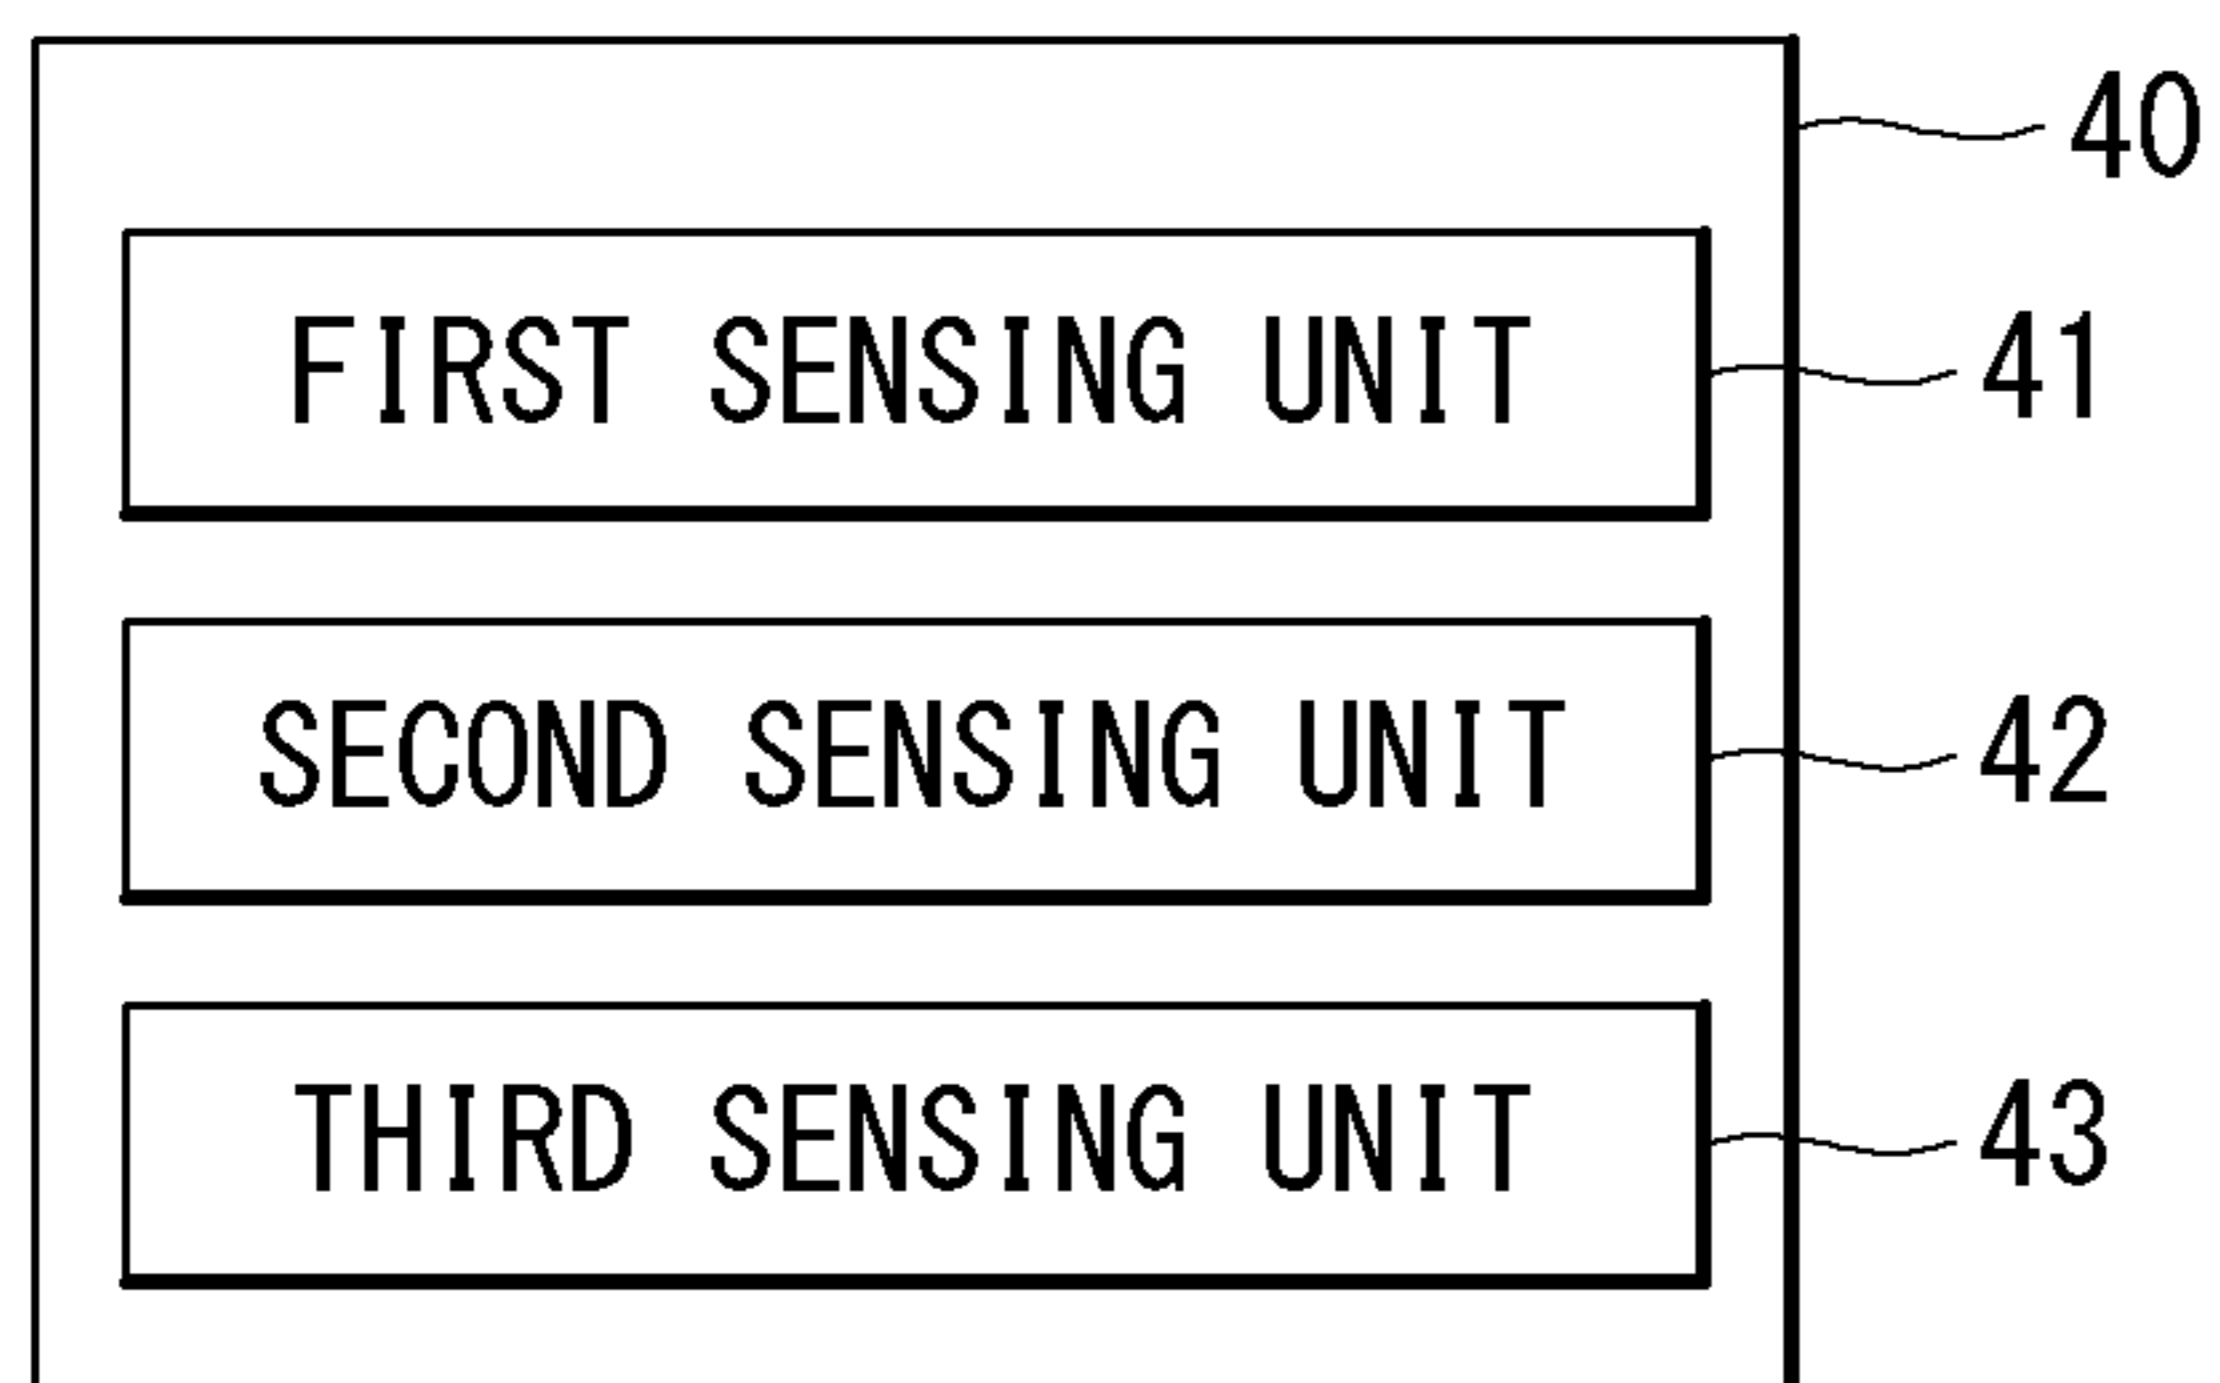 40
FIRST SENSING UNIT 41
SECOND SENSING UNIT 42
THIRD SENSING UNIT 43